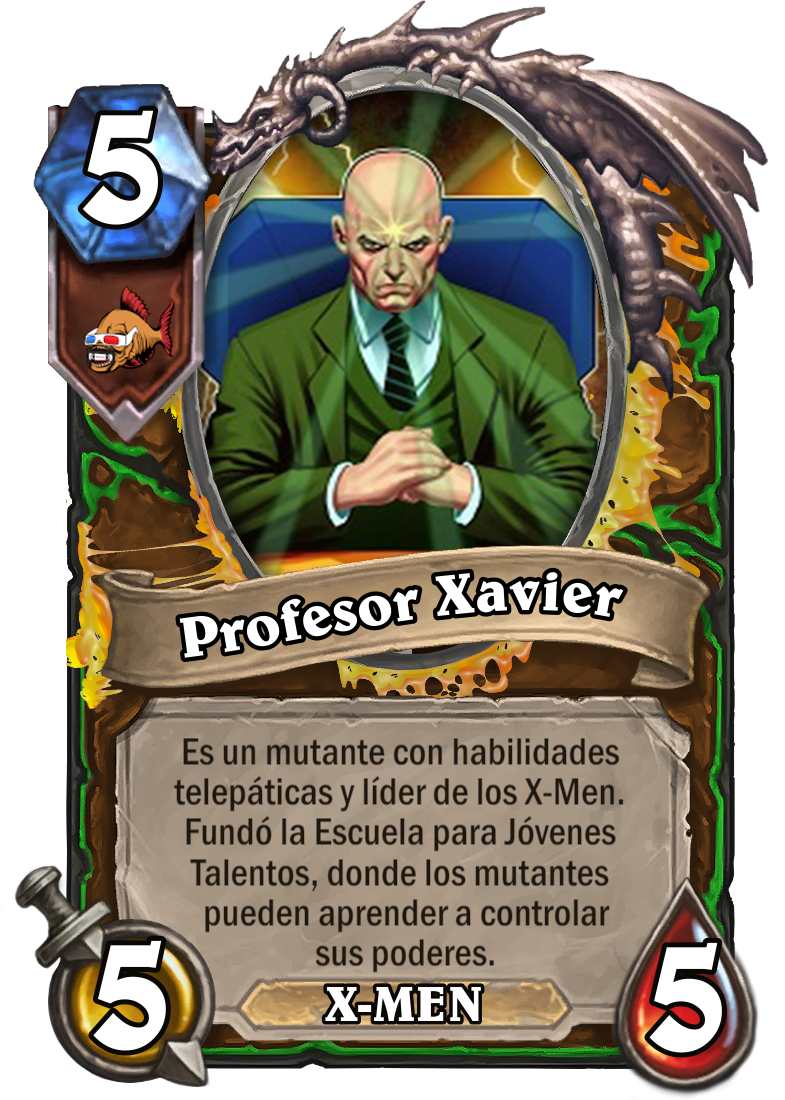 5
Profesor Xavier
Es un mutante con habilidades
telepáticas y líder de los X-Men.
Fundó la Escuela para Jóvenes
Talentos, donde los mutantes
pueden aprender a controlar
sus poderes.
5
X-MEN
5